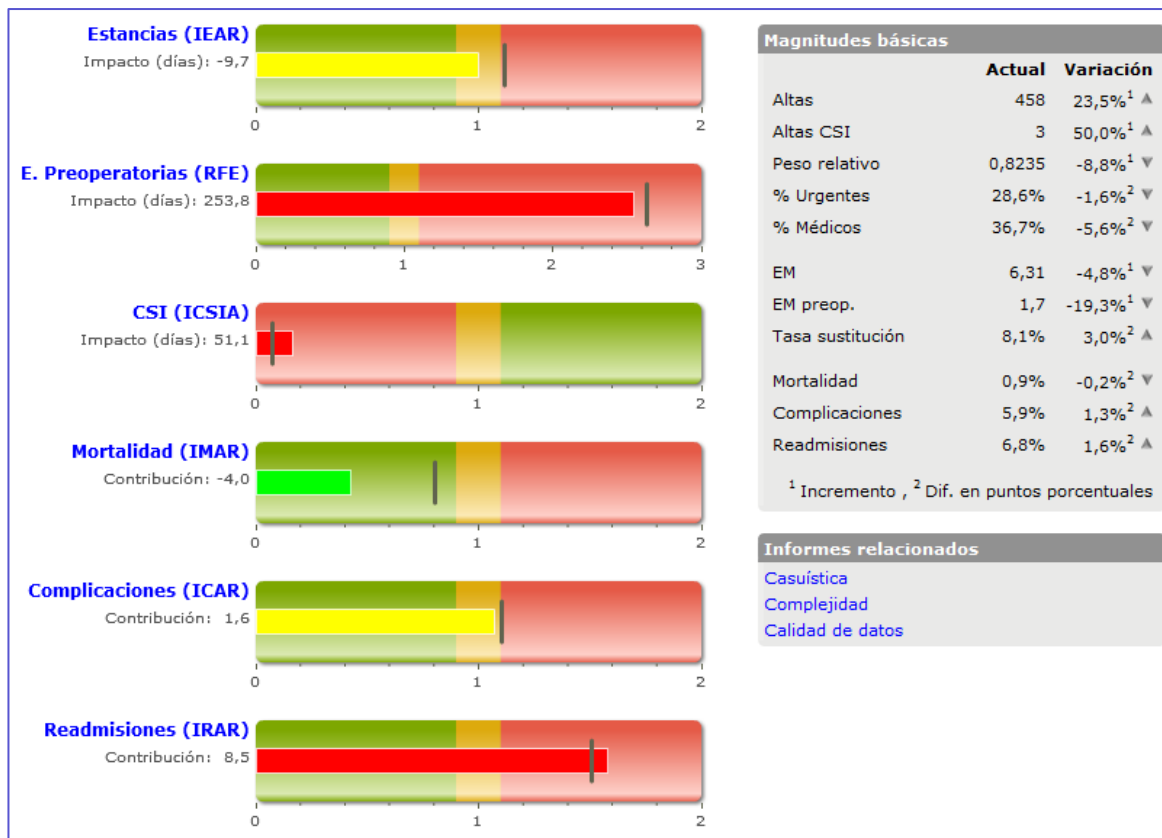 Estancias (IEAR)
Impacto (días): -9,7
0 1 2
E. Preoperatorias (RFE)
Impacto (días): 253,8
0 1 2 3
CSI (ICSIA)
Impacto (días): 51,1
0 1 2
Mortalidad (IMAR)
Contribución: -4,0
0 1 2
Complicaciones (ICAR)
Contribución: 1,6
0 1 2
Readmisiones (IRAR)
Contribución: 8,5
0 1 2
Magnitudes básicas
Actual Variación
Altas 458 23,5%¹ ▲
Altas CSI 3 50,0%¹ ▲
Peso relativo 0,8235 -8,8%¹ ▼
% Urgentes 28,6% -1,6%² ▼
% Médicos 36,7% -5,6%² ▼
EM 6,31 -4,8%¹ ▼
EM preop. 1,7 -19,3%¹ ▼
Tasa sustitución 8,1% 3,0%² ▲
Mortalidad 0,9% -0,2%² ▼
Complicaciones 5,9% 1,3%² ▲
Readmisiones 6,8% 1,6%² ▲
¹ Incremento , ² Dif. en puntos porcentuales
Informes relacionados
Casuística
Complejidad
Calidad de datos